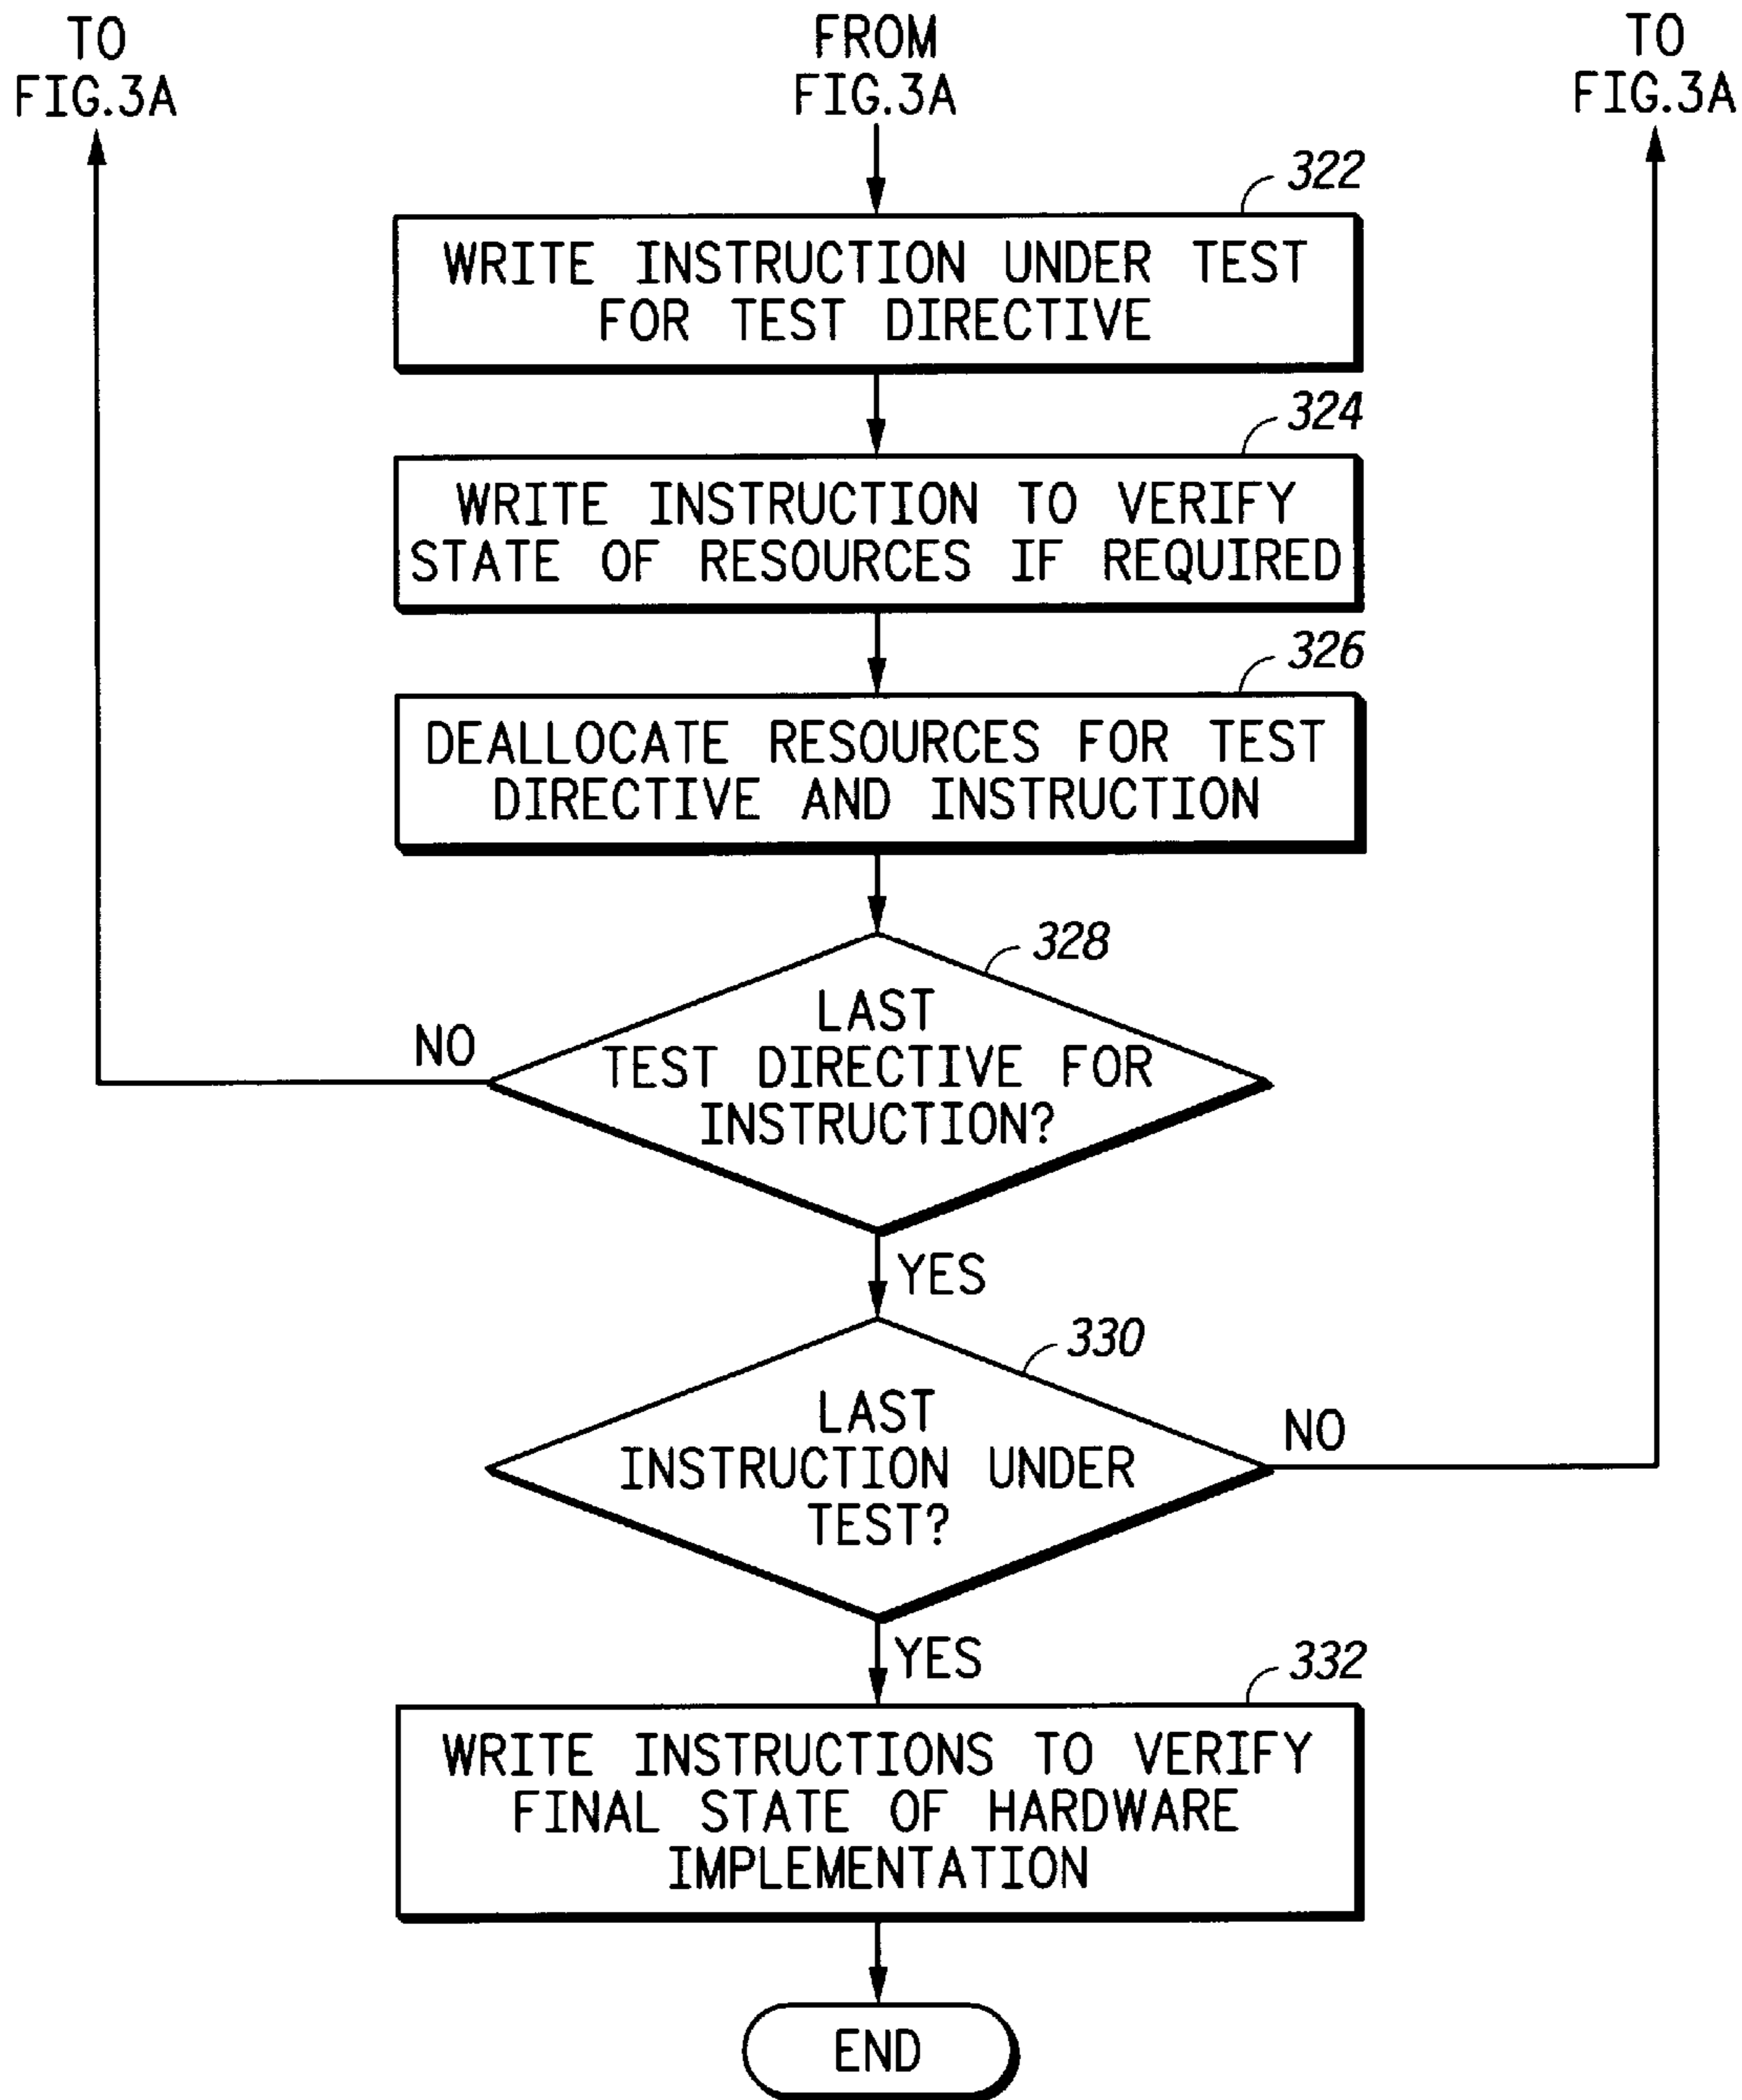 TO
FIG.3A
FROM
FIG.3A
TO
FIG.3A
322
WRITE INSTRUCTION UNDER TEST
FOR TEST DIRECTIVE
324
WRITE INSTRUCTION TO VERIFY
STATE OF RESOURCES IF REQUIRED
326
DEALLOCATE RESOURCES FOR TEST
DIRECTIVE AND INSTRUCTION
328
LAST
TEST DIRECTIVE FOR
INSTRUCTION?
NO
YES
330
LAST
INSTRUCTION UNDER
TEST?
NO
YES
332
WRITE INSTRUCTIONS TO VERIFY
FINAL STATE OF HARDWARE
IMPLEMENTATION
END